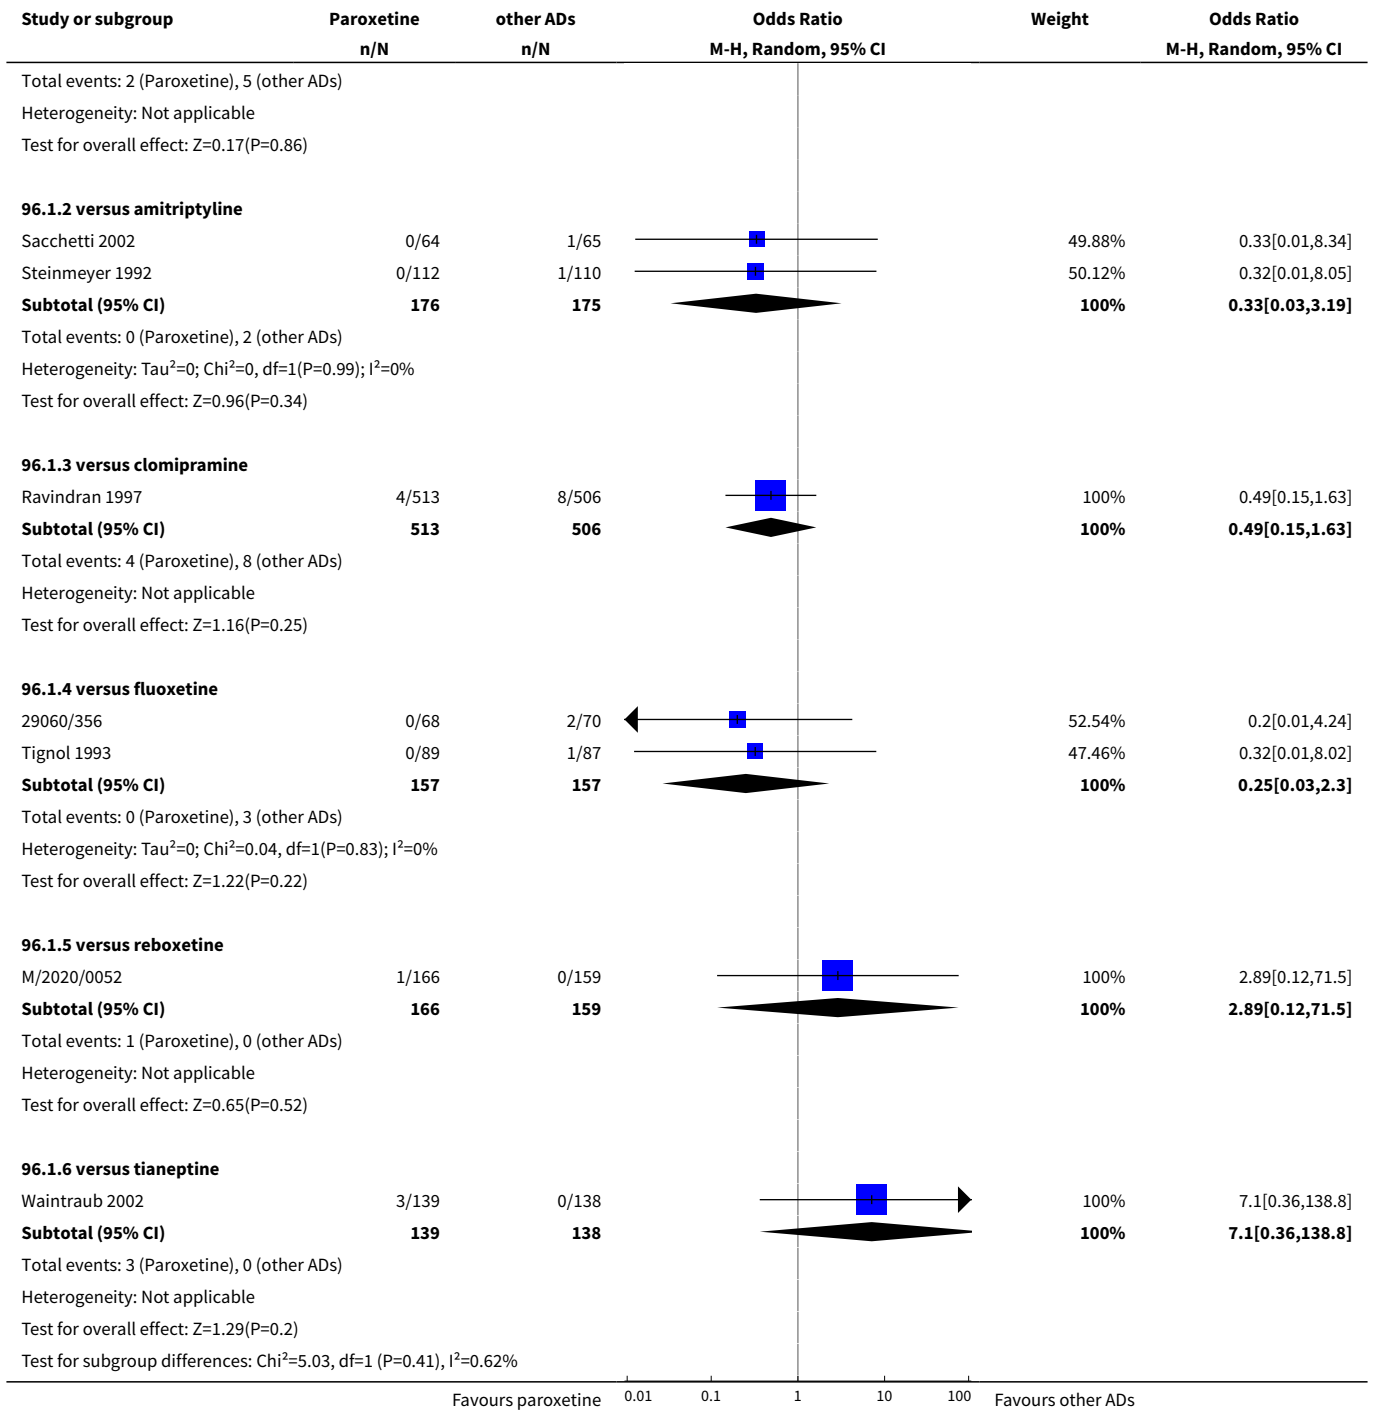 Study or subgroup Paroxetine other ADs Odds Ratio Weight Odds Ratio
n/N n/N M-H, Random, 95% CI M-H, Random, 95% CI
Total events: 2 (Paroxetine), 5 (other ADs)
Heterogeneity: Not applicable
Test for overall effect: Z=0.17(P=0.86)
96.1.2 versus amitriptyline
Sacchetti 2002 0/64 1/65 49.88% 0.33[0.01,8.34]
Steinmeyer 1992 0/112 1/110 50.12% 0.32[0.01,8.05]
Subtotal (95% CI) 176 175 100% 0.33[0.03,3.19]
Total events: 0 (Paroxetine), 2 (other ADs)
Heterogeneity: Tau²=0; Chi²=0, df=1(P=0.99); I²=0%
Test for overall effect: Z=0.96(P=0.34)
96.1.3 versus clomipramine
Ravindran 1997 4/513 8/506 100% 0.49[0.15,1.63]
Subtotal (95% CI) 513 506 100% 0.49[0.15,1.63]
Total events: 4 (Paroxetine), 8 (other ADs)
Heterogeneity: Not applicable
Test for overall effect: Z=1.16(P=0.25)
96.1.4 versus fluoxetine
29060/356 0/68 2/70 52.54% 0.2[0.01,4.24]
Tignol 1993 0/89 1/87 47.46% 0.32[0.01,8.02]
Subtotal (95% CI) 157 157 100% 0.25[0.03,2.3]
Total events: 0 (Paroxetine), 3 (other ADs)
Heterogeneity: Tau²=0; Chi²=0.04, df=1(P=0.83); I²=0%
Test for overall effect: Z=1.22(P=0.22)
96.1.5 versus reboxetine
M/2020/0052 1/166 0/159 100% 2.89[0.12,71.5]
Subtotal (95% CI) 166 159 100% 2.89[0.12,71.5]
Total events: 1 (Paroxetine), 0 (other ADs)
Heterogeneity: Not applicable
Test for overall effect: Z=0.65(P=0.52)
96.1.6 versus tianeptine
Waintraub 2002 3/139 0/138 100% 7.1[0.36,138.8]
Subtotal (95% CI) 139 138 100% 7.1[0.36,138.8]
Total events: 3 (Paroxetine), 0 (other ADs)
Heterogeneity: Not applicable
Test for overall effect: Z=1.29(P=0.2)
Test for subgroup differences: Chi²=5.03, df=1 (P=0.41), I²=0.62%
Favours paroxetine 0.01 0.1 1 10 100 Favours other ADs